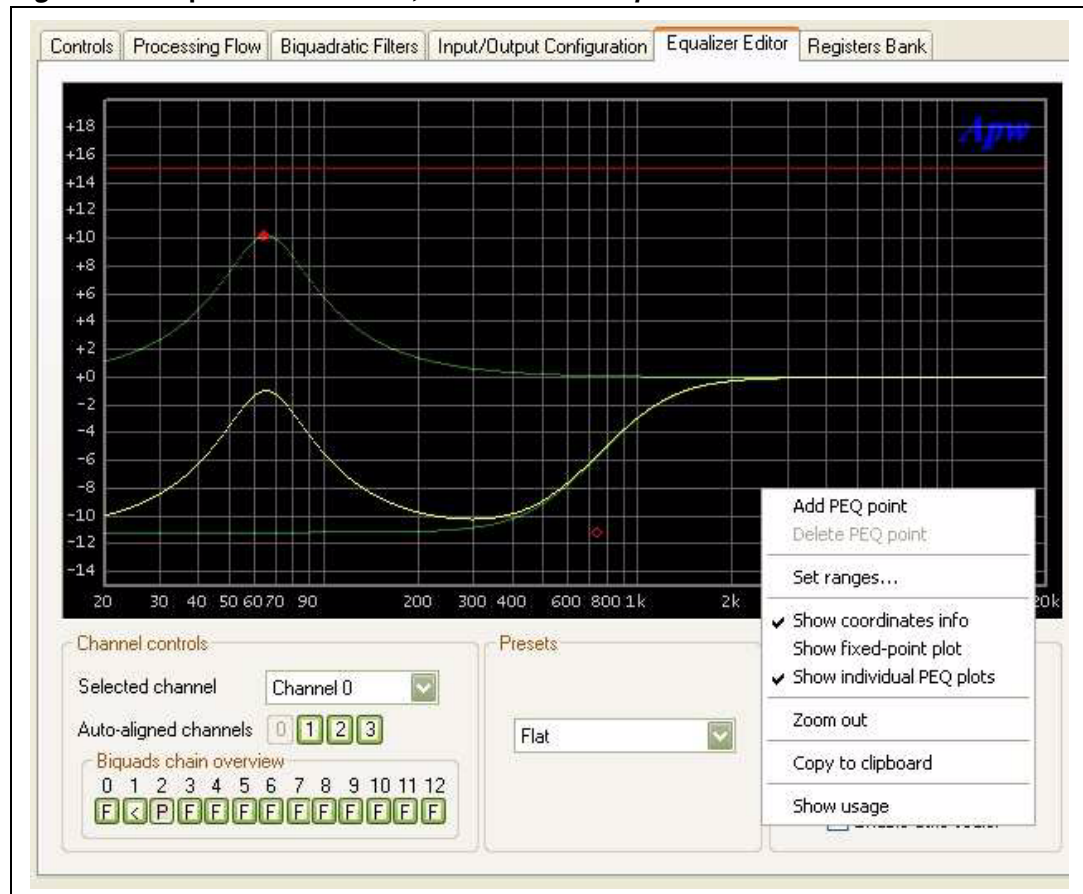 Controls Processing Flow Biquadratic Filters Input/Output Configuration Equalizer Editor Registers Bank
Apw
+18
+16
+14
+12
+10
+8
+6
+4
+2
+0
-2
-4
-6
-8
-10
-12
-14
20 30 40 50 60 70 90 200 300 400 600 800 1k 2k 20k
Add PEQ point
Delete PEQ point
Set ranges...
Show coordinates info
Show fixed-point plot
Show individual PEQ plots
Zoom out
Copy to clipboard
Show usage
Channel controls
Selected channel Channel 0
Auto-aligned channels 0 1 2 3
Biquads chain overview
0 1 2 3 4 5 6 7 8 9 10 11 12
F < P F F F F F F F F F F
Presets
Flat